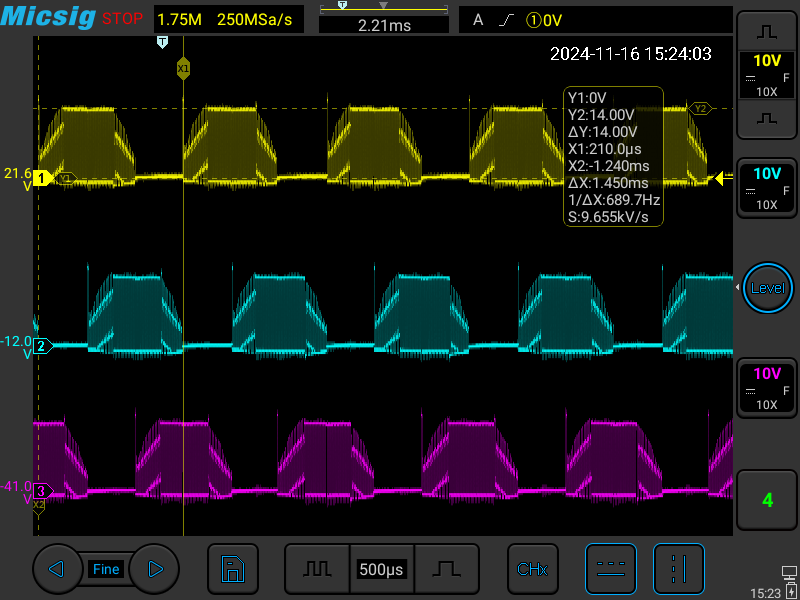 Micsig STOP 1.75M 250MSa/s T 2.21ms A ①0V
T
2024-11-16 15:24:03
X1
10V
F
10X
Y1:0V
Y2:14.00V
ΔY:14.00V
X1:210.0µs
X2:-1.240ms
ΔX:1.450ms
1/ΔX:689.7Hz
S:9.655kV/s
Y2
21.6
V
1
Y1
10V
F
10X
Level
-12.0
V
2
10V
F
10X
-41.0
V
3
X2
4
Fine
500µs
CHx
15:23